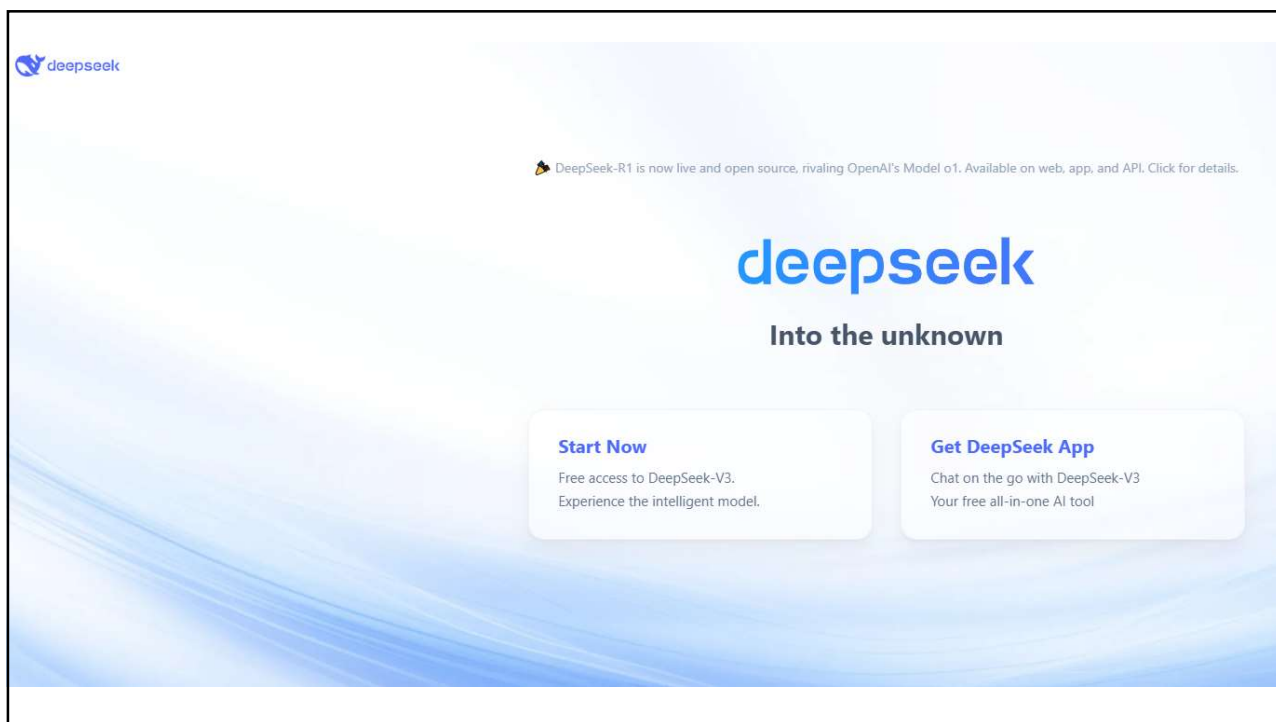 deepseek
DeepSeek-R1 is now live and open source, rivaling OpenAI's Model o1. Available on web, app, and API. Click for details.
deepseek
Into the unknown
Start Now
Free access to DeepSeek-V3.
Experience the intelligent model.
Get DeepSeek App
Chat on the go with DeepSeek-V3
Your free all-in-one AI tool